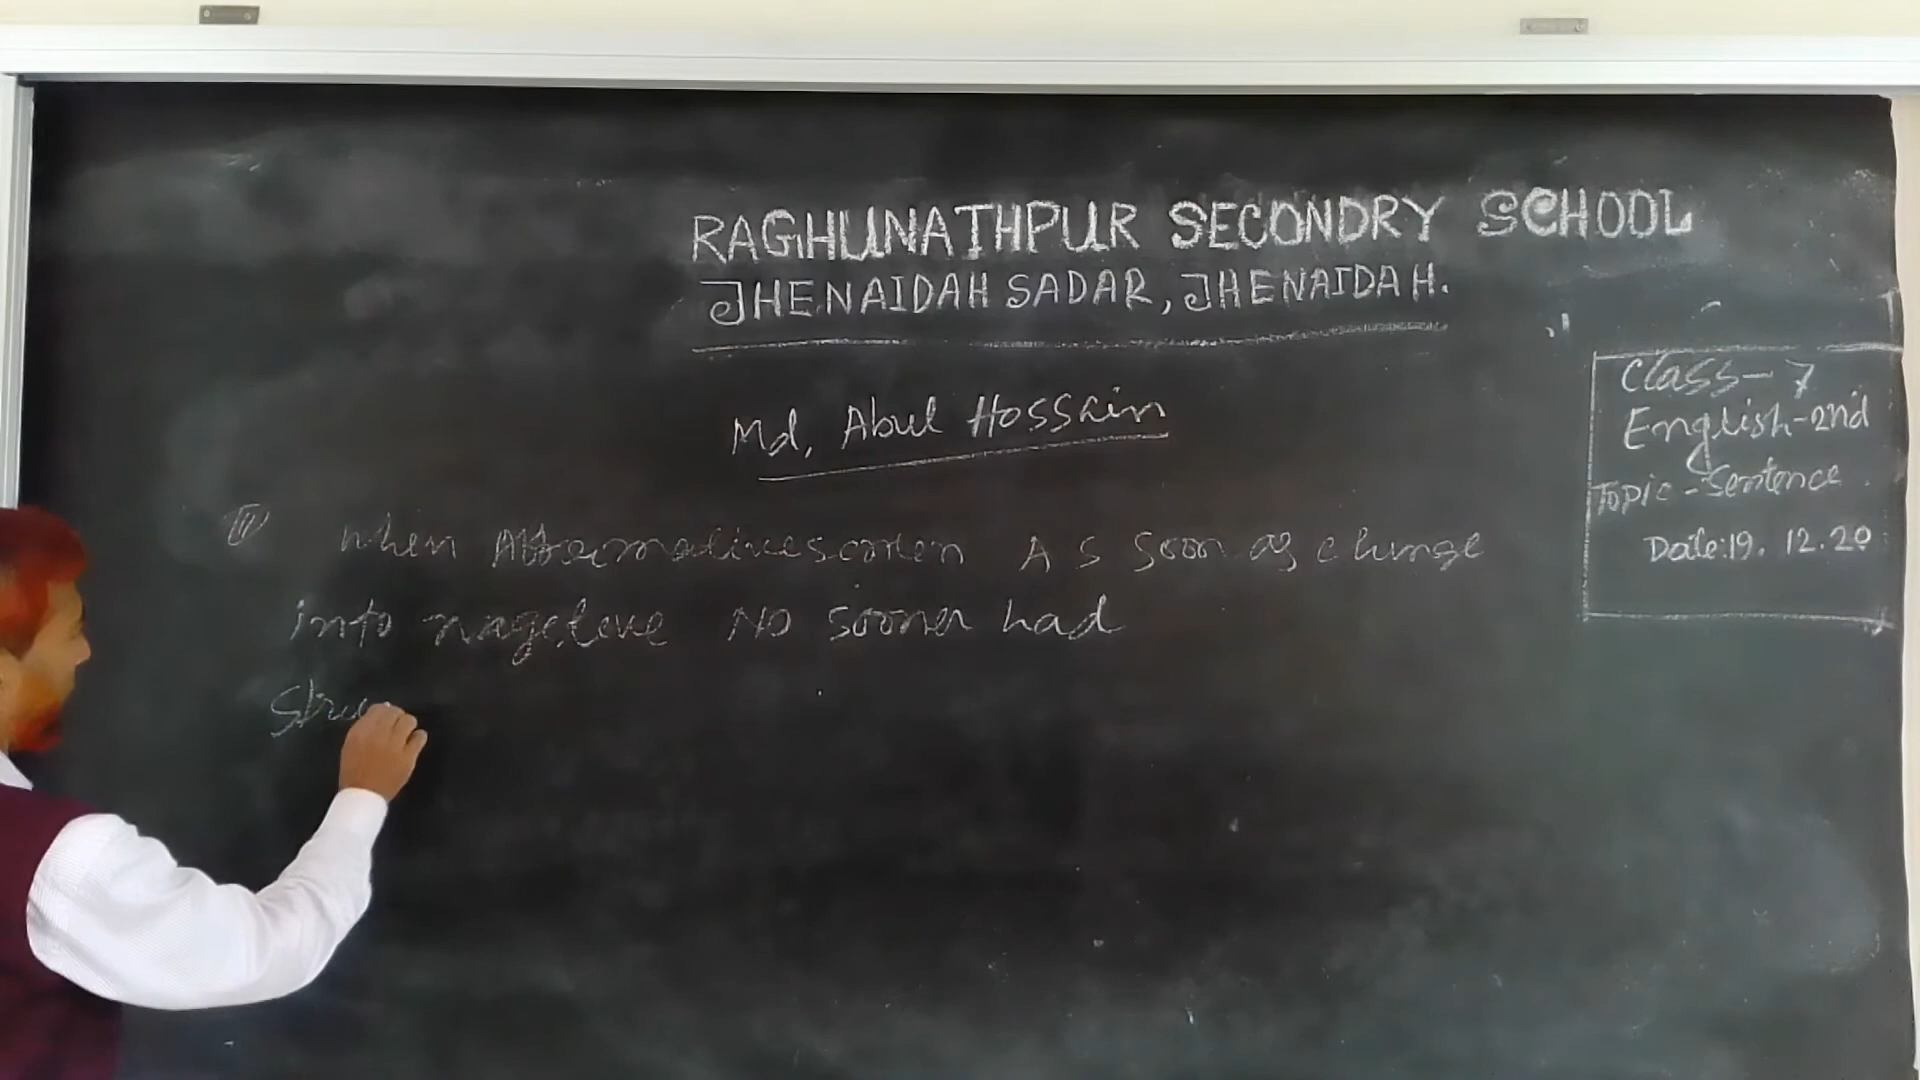 RAGHUNATHPUR SECONDRY SCHOOL
JHENAIDAH SADAR, JHENAIDAH.
Md, Abul Hossain
Class-7
English-2nd
Topic-Sentence
Date:19. 12.20
When A S Soon as change
into No sooner had